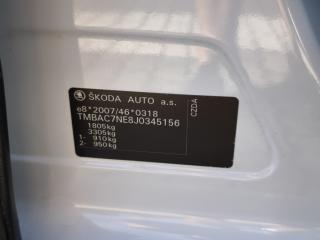 ŠKODA AUTO a.s.
e8*2007/46*0318
TMBAC7NE8J0345156
1805kg
3305kg
1- 910kg
2- 950kg
CZDA